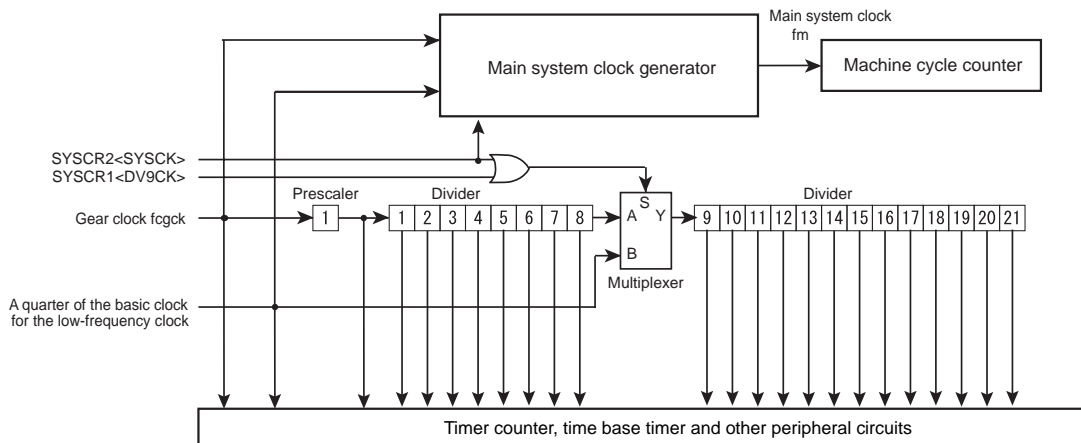 Main system clock
fm
Main system clock generator
Machine cycle counter
SYSCR2<SYSCK>
SYSCR1<DV9CK>
Prescaler
Divider
S
Divider
Gear clock fcgck
1
1 2 3 4 5 6 7 8
A
Y
9 10 11 12 13 14 15 16 17 18 19 20 21
B
Multiplexer
A quarter of the basic clock
for the low-frequency clock
Timer counter, time base timer and other peripheral circuits